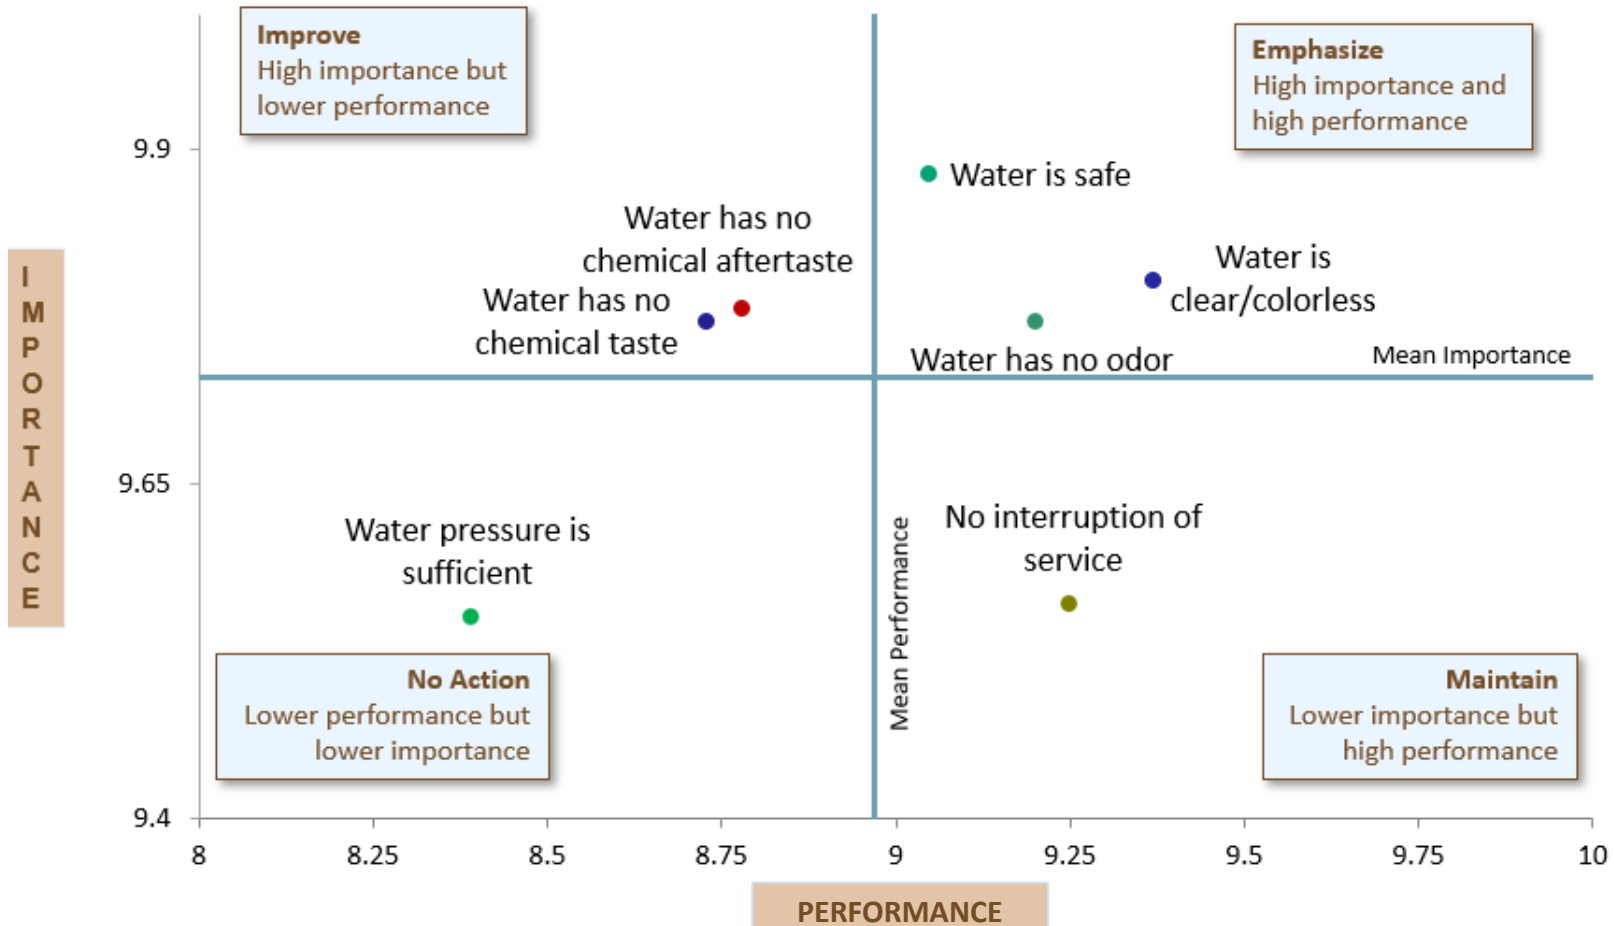 Improve
High importance but
lower performance
Emphasize
High importance and
high performance
9.9
Water is safe
Water has no
chemical aftertaste
Water is
clear/colorless
Water has no
chemical taste
Water has no odor
Mean Importance
IMPORTANCE
9.65
Water pressure is
sufficient
No interruption of
service
Mean Performance
No Action
Lower performance but
lower importance
Maintain
Lower importance but
high performance
9.4
8 8.25 8.5 8.75 9 9.25 9.5 9.75 10
PERFORMANCE